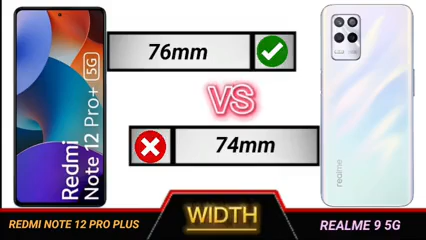 76mm
Redmi
Note 12 Pro+ 5G
VS
74mm
realme
WIDTH
REDMI NOTE 12 PRO PLUS
REALME 9 5G